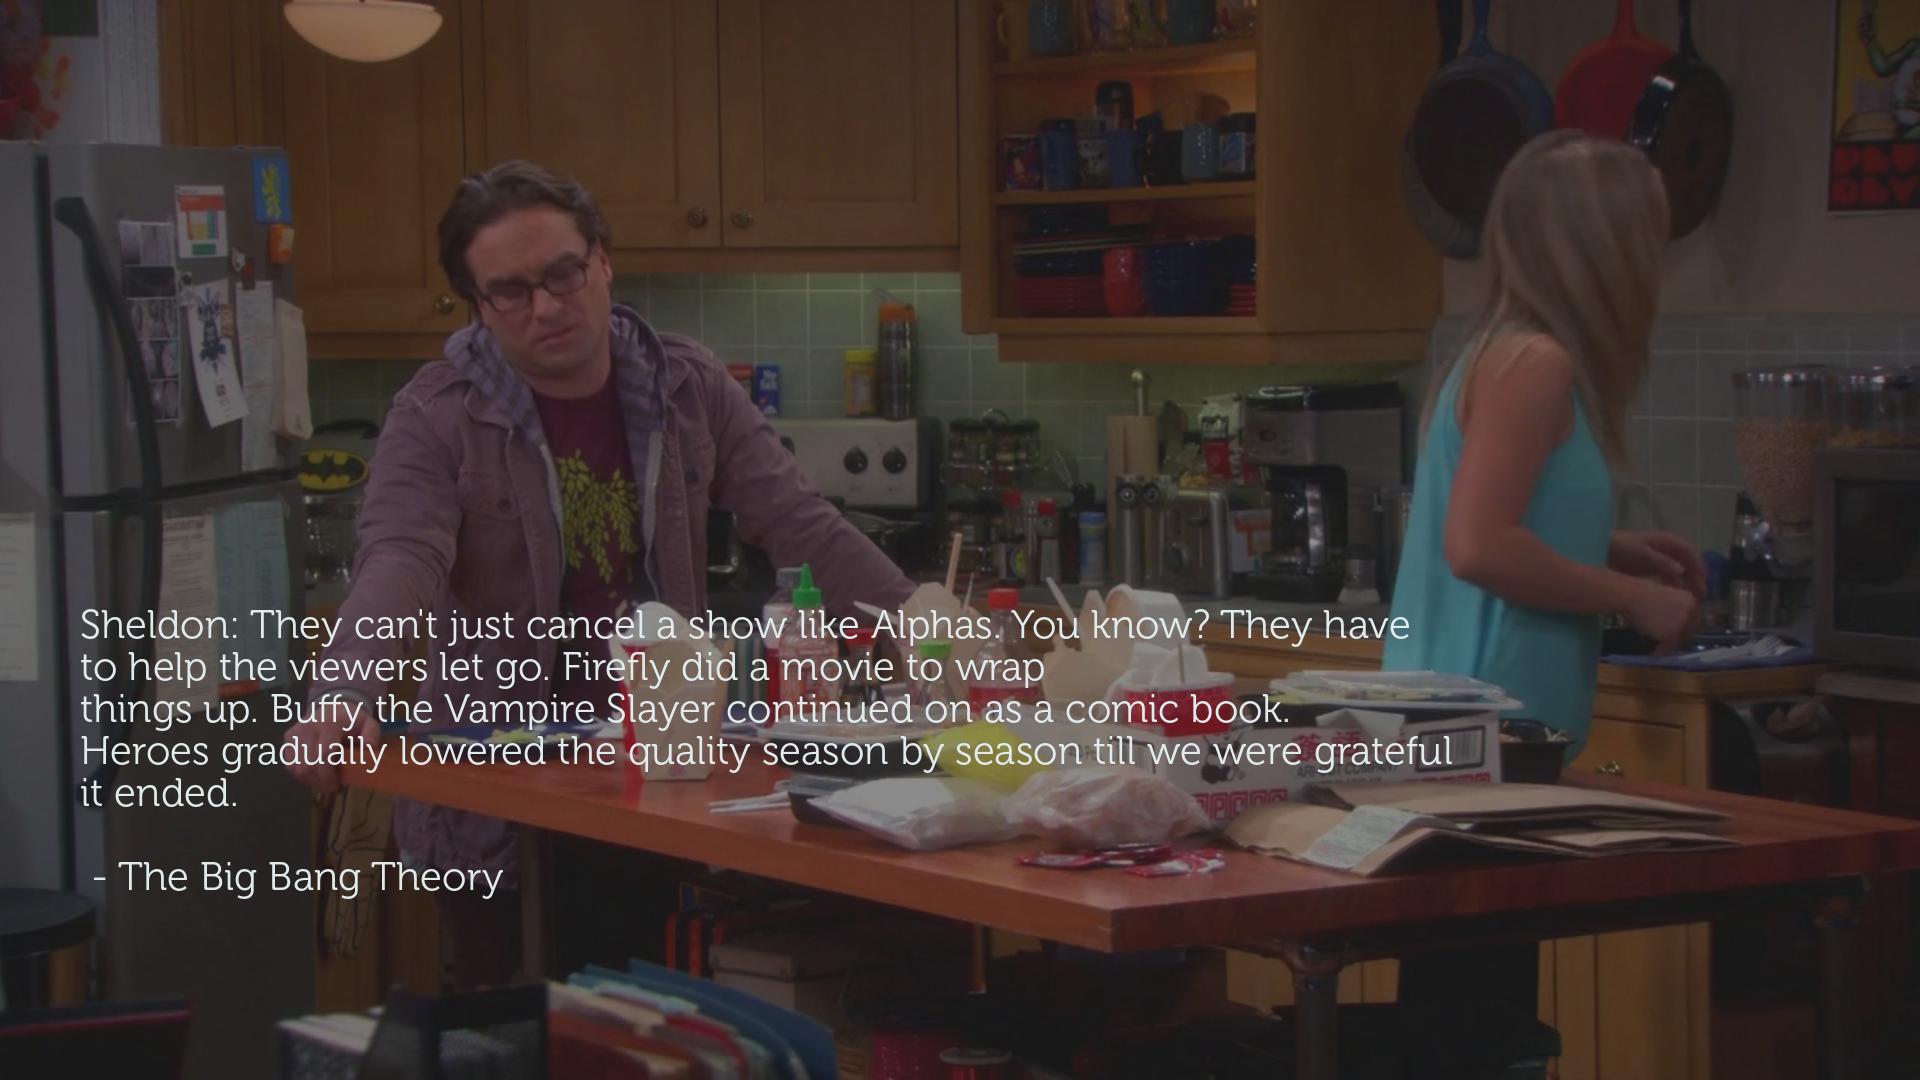 Sheldon: They can't just cancel a show like Alphas. You know? They have
to help the viewers let go. Firefly did a movie to wrap
things up. Buffy the Vampire Slayer continued on as a comic book.
Heroes gradually lowered the quality season by season till we were grateful
it ended.
- The Big Bang Theory